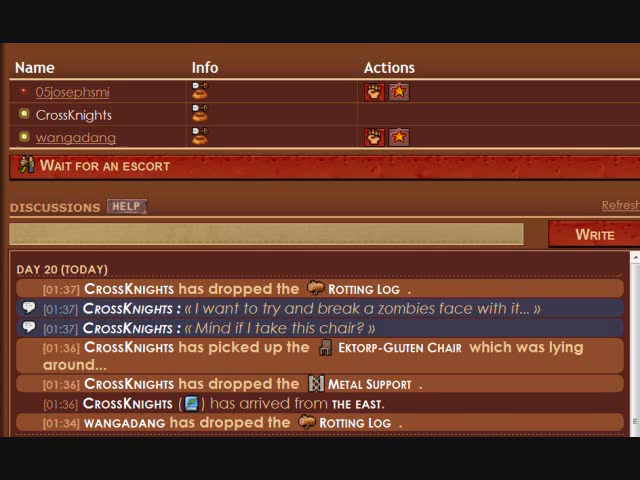 Name Info Actions
05josephsmi
CrossKnights
wangadang
WAIT FOR AN ESCORT
DISCUSSIONS HELP Refresh
WRITE
DAY 20 (TODAY)
[01:37] CROSSKNIGHTS has dropped the ROTTING LOG .
[01:37] CROSSKNIGHTS : « I want to try and break a zombies face with it... »
[01:37] CROSSKNIGHTS : « Mind if I take this chair? »
[01:36] CROSSKNIGHTS has picked up the EKTORP-GLUTEN CHAIR which was lying
around...
[01:36] CROSSKNIGHTS has dropped the METAL SUPPORT .
[01:36] CROSSKNIGHTS ( ) has arrived from THE EAST.
[01:34] WANGADANG has dropped the ROTTING LOG .